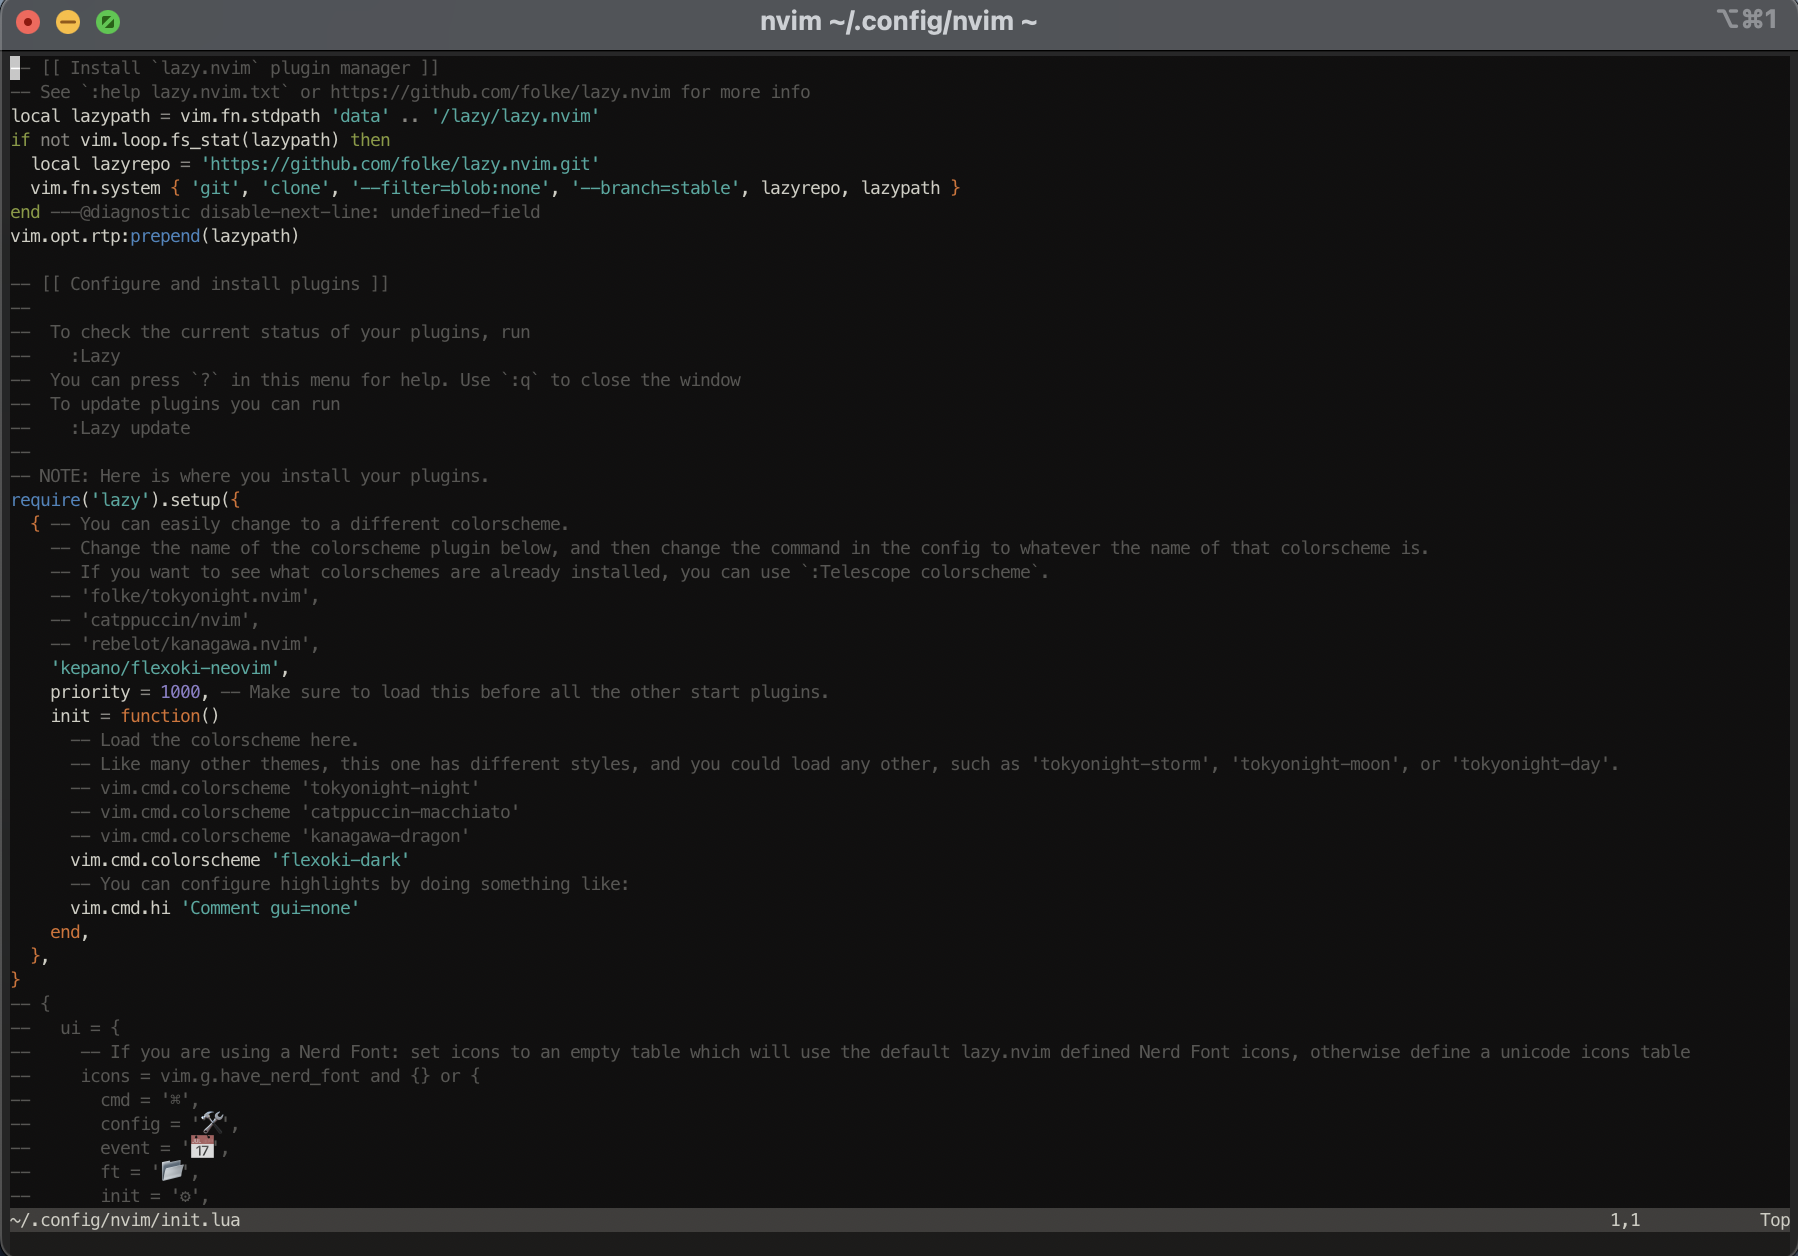 nvim ~/.config/nvim ~
⌥⌘1
-- [[ Install `lazy.nvim` plugin manager ]]
-- See `:help lazy.nvim.txt` or https://github.com/folke/lazy.nvim for more info
local lazypath = vim.fn.stdpath 'data' .. '/lazy/lazy.nvim'
if not vim.loop.fs_stat(lazypath) then
  local lazyrepo = 'https://github.com/folke/lazy.nvim.git'
  vim.fn.system { 'git', 'clone', '--filter=blob:none', '--branch=stable', lazyrepo, lazypath }
end ---@diagnostic disable-next-line: undefined-field
vim.opt.rtp:prepend(lazypath)

-- [[ Configure and install plugins ]]
--
--  To check the current status of your plugins, run
--    :Lazy
--  You can press `?` in this menu for help. Use `:q` to close the window
--  To update plugins you can run
--    :Lazy update
--
-- NOTE: Here is where you install your plugins.
require('lazy').setup({
  { -- You can easily change to a different colorscheme.
    -- Change the name of the colorscheme plugin below, and then change the command in the config to whatever the name of that colorscheme is.
    -- If you want to see what colorschemes are already installed, you can use `:Telescope colorscheme`.
    -- 'folke/tokyonight.nvim',
    -- 'catppuccin/nvim',
    -- 'rebelot/kanagawa.nvim',
    'kepano/flexoki-neovim',
    priority = 1000, -- Make sure to load this before all the other start plugins.
    init = function()
      -- Load the colorscheme here.
      -- Like many other themes, this one has different styles, and you could load any other, such as 'tokyonight-storm', 'tokyonight-moon', or 'tokyonight-day'.
      -- vim.cmd.colorscheme 'tokyonight-night'
      -- vim.cmd.colorscheme 'catppuccin-macchiato'
      -- vim.cmd.colorscheme 'kanagawa-dragon'
      vim.cmd.colorscheme 'flexoki-dark'
      -- You can configure highlights by doing something like:
      vim.cmd.hi 'Comment gui=none'
    end,
  },
}
-- {
--   ui = {
--     -- If you are using a Nerd Font: set icons to an empty table which will use the default lazy.nvim defined Nerd Font icons, otherwise define a unicode icons table
--     icons = vim.g.have_nerd_font and {} or {
--       cmd = '⌘',
--       config = '🛠',
--       event = '📅',
--       ft = '📂',
--       init = '⚙',
~/.config/nvim/init.lua 1,1 Top